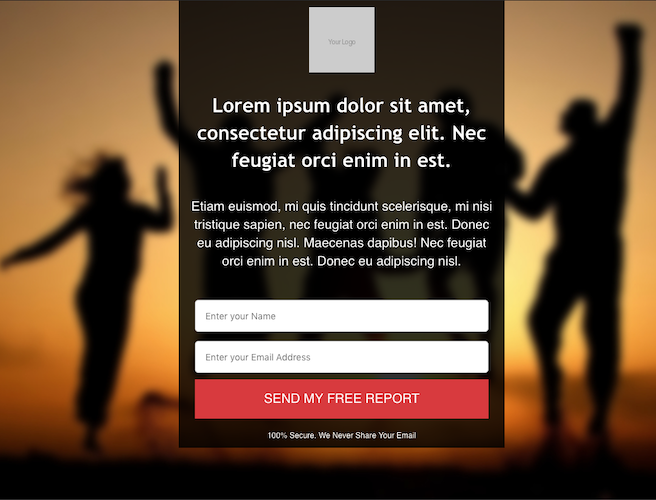 Your Logo
Lorem ipsum dolor sit amet,
consectetur adipiscing elit. Nec
feugiat orci enim in est.
Etiam euismod, mi quis tincidunt scelerisque, mi nisi
tristique sapien, nec feugiat orci enim in est. Donec
eu adipiscing nisl. Maecenas dapibus! Nec feugiat
orci enim in est. Donec eu adipiscing nisl.
Enter your Name
Enter your Email Address
SEND MY FREE REPORT
100% Secure. We Never Share Your Email